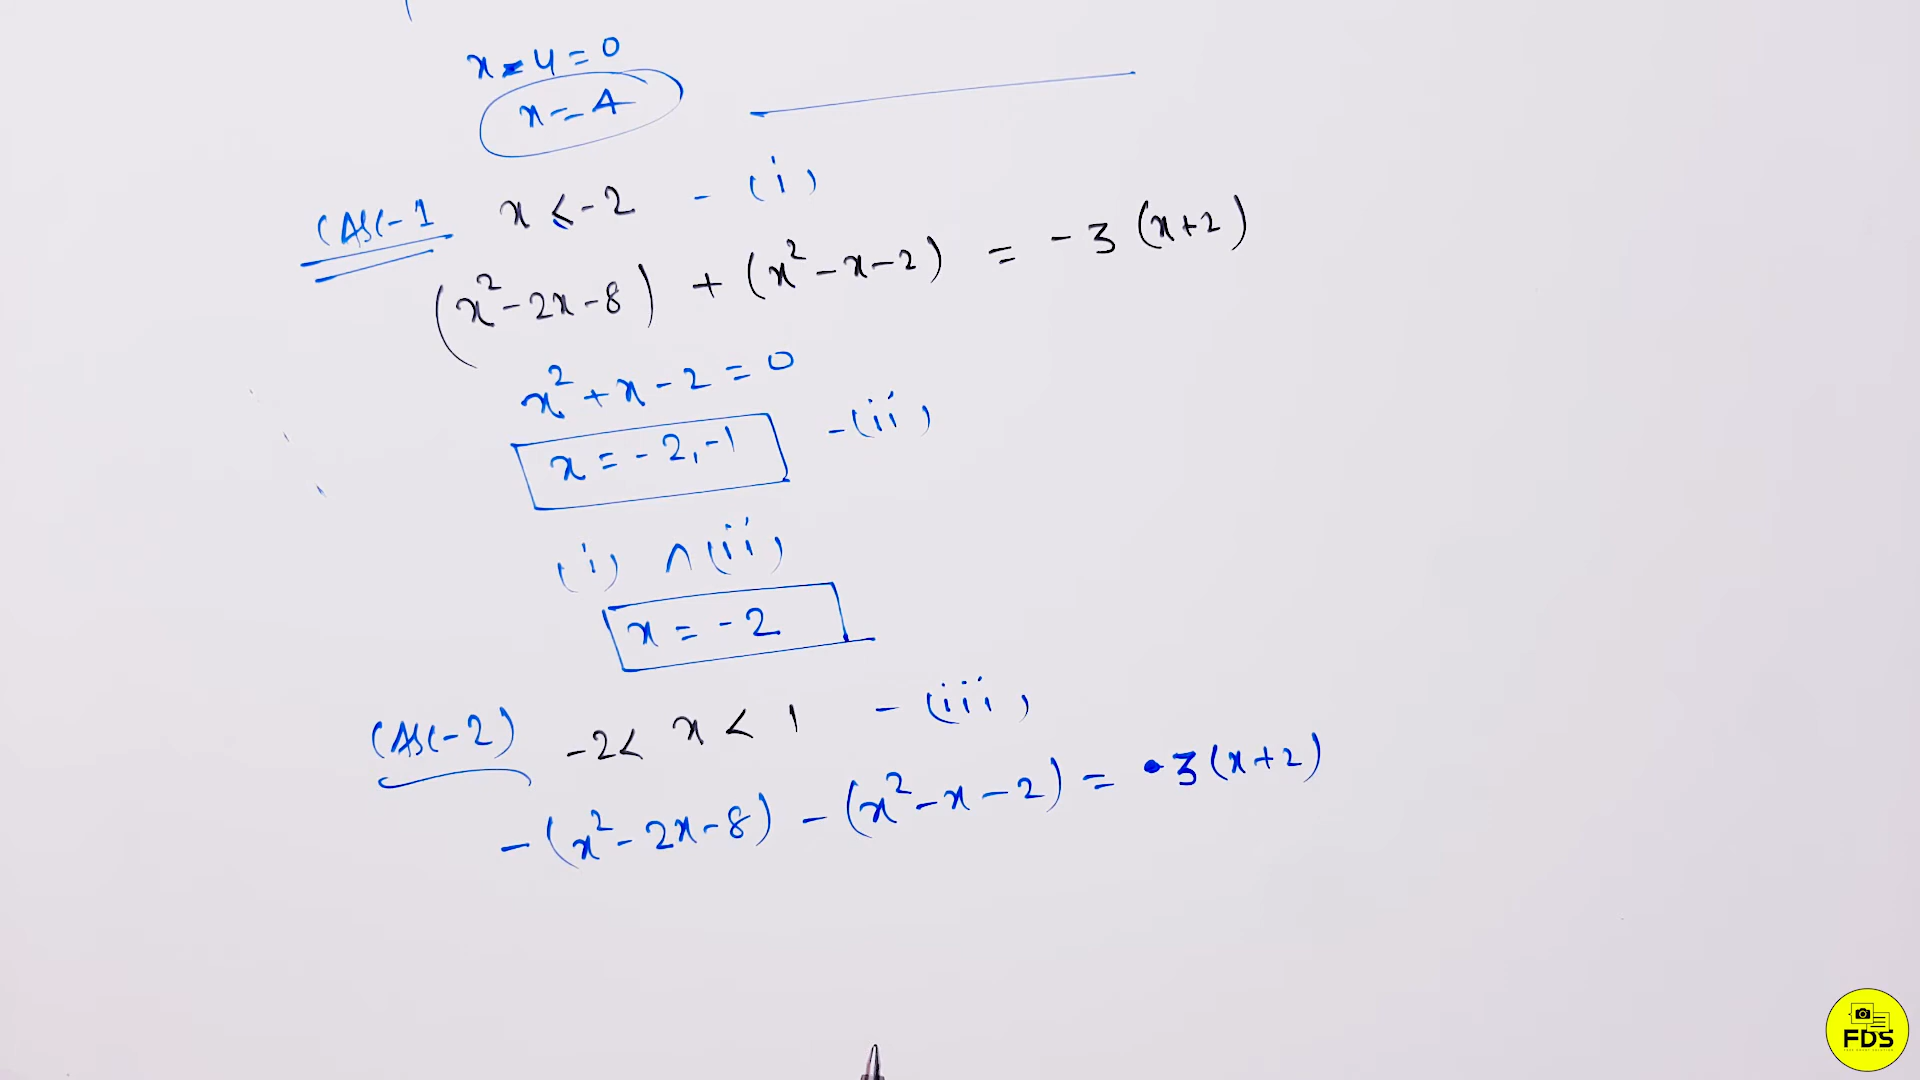 x-4=0
x=4
CASE-1 x≤-2 - (i)
(x²-2x-8) + (x²-x-2) = -3(x+2)
x²+x-2=0
x=-2,-1 -(ii)
(i) ∩ (ii)
x=-2
CASE-2) -2< x < 1 - (iii)
-(x²-2x-8) - (x²-x-2) = 3(x+2)
FDS